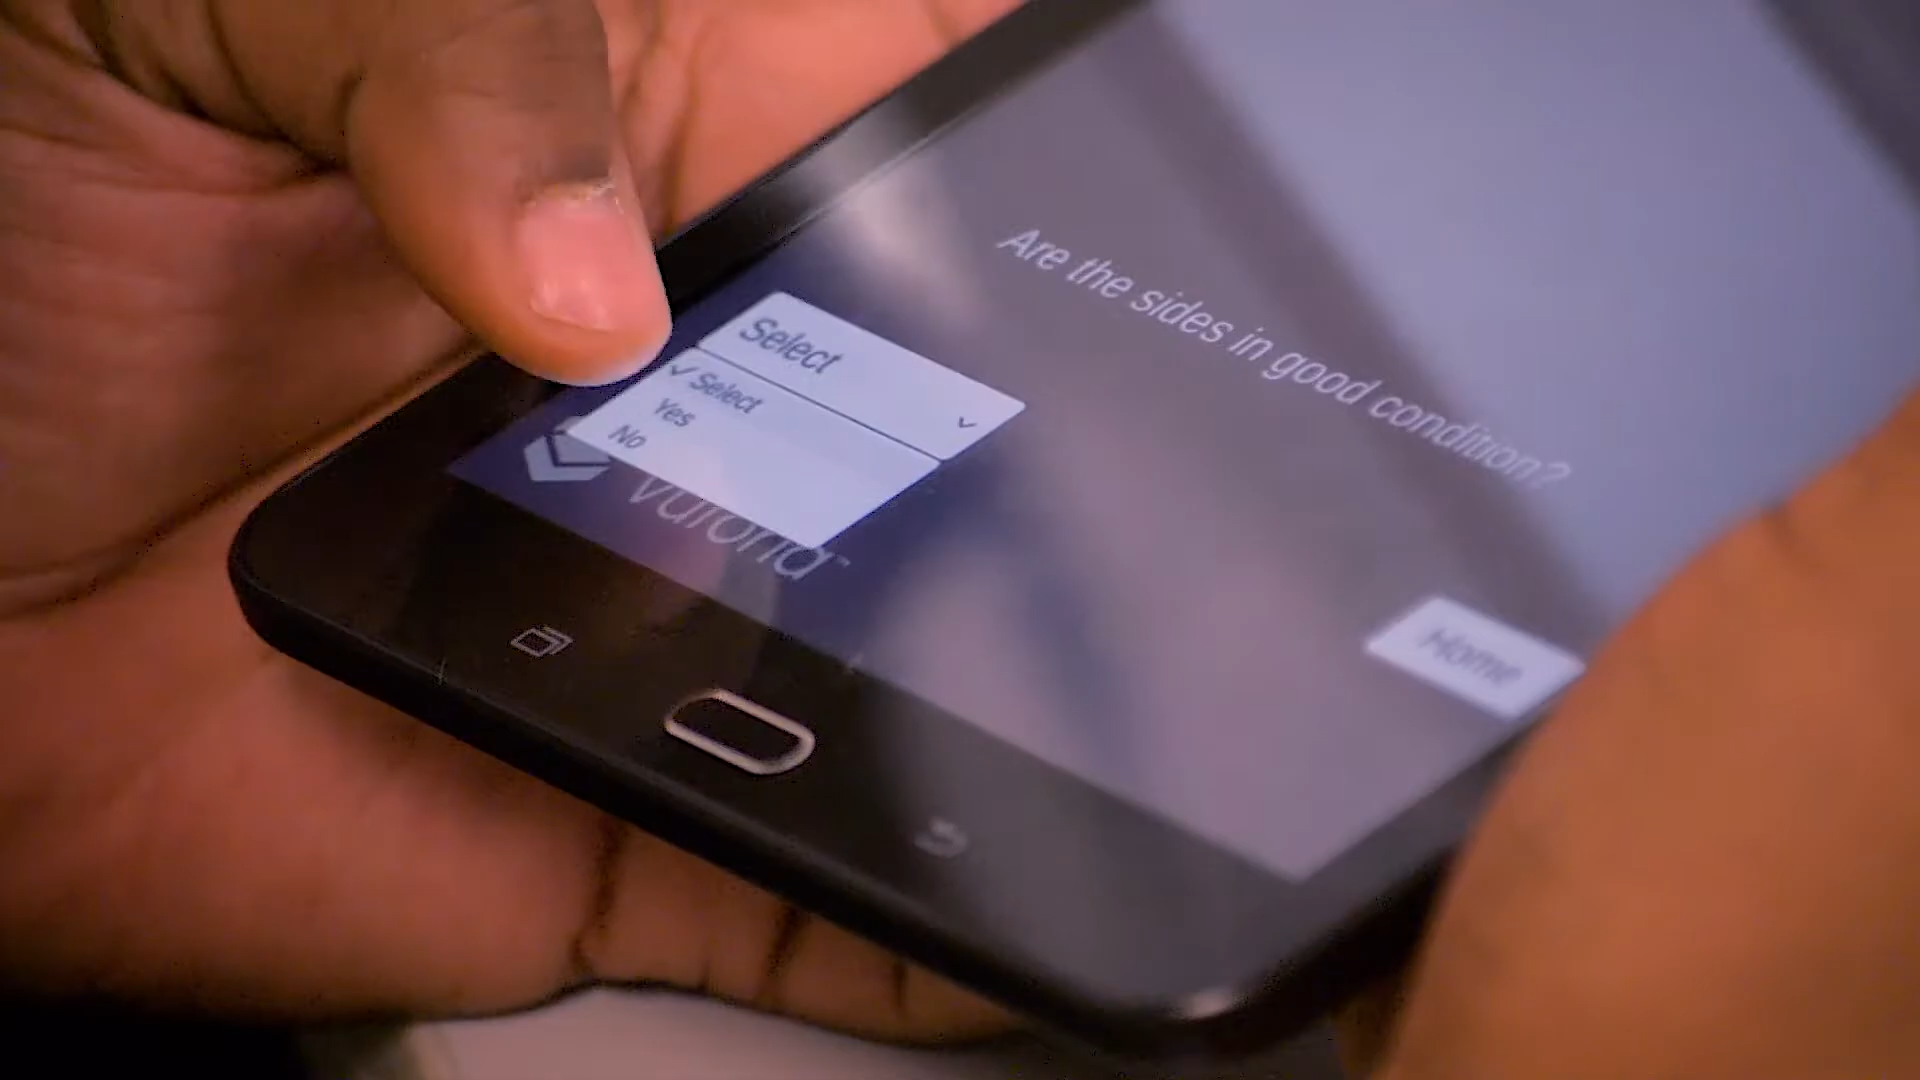 Are the sides in good condition?
Select
✓ Select
Yes
No
Home